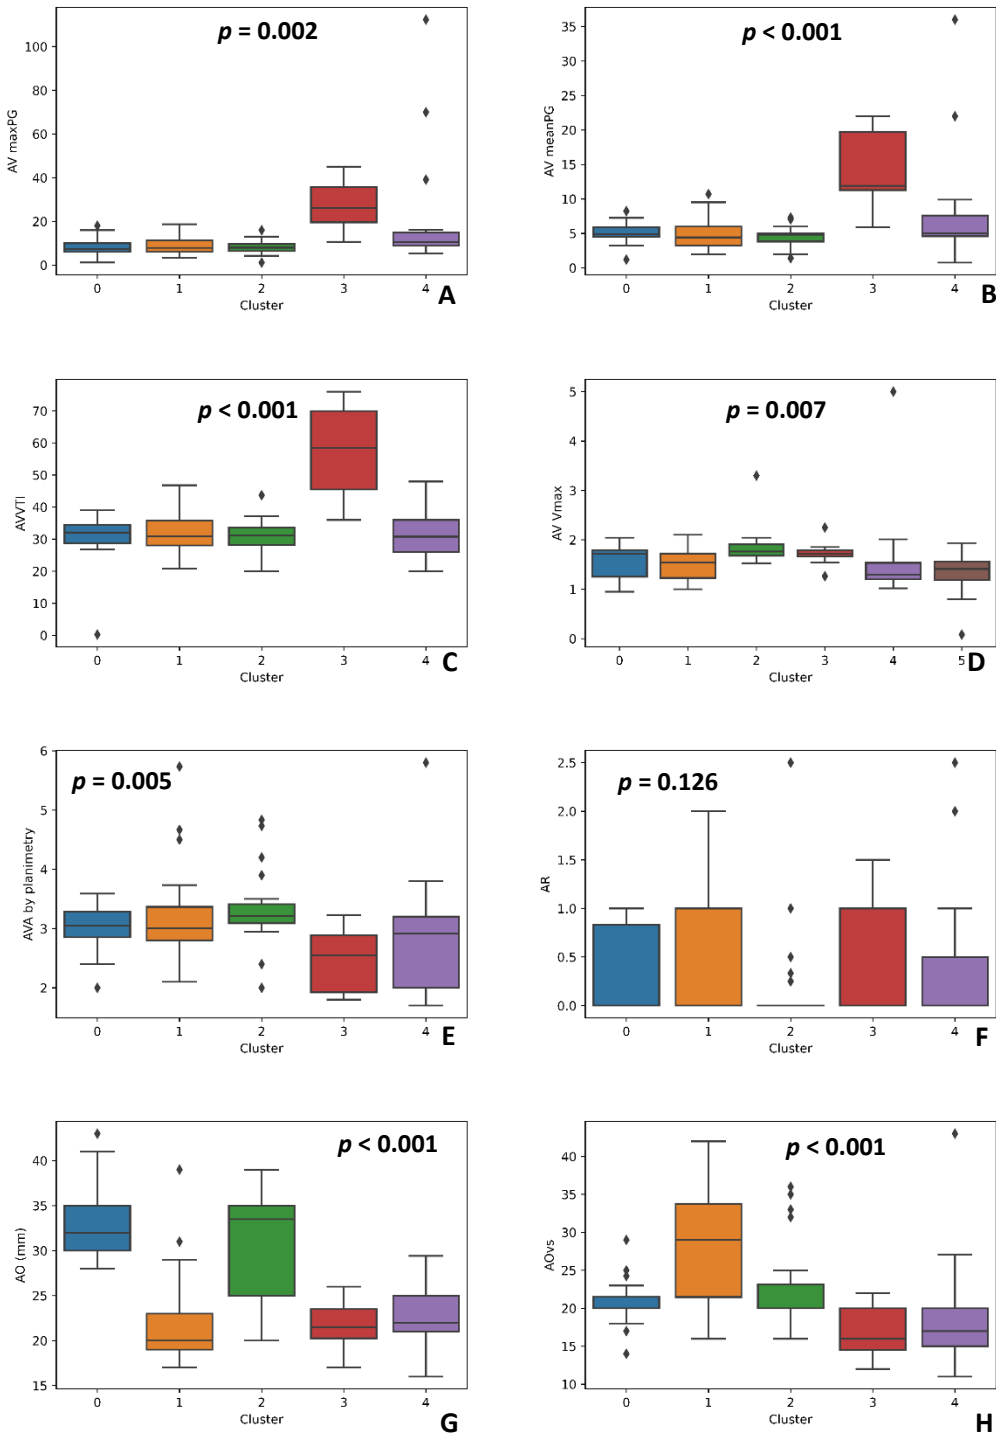 p = 0.002
AV maxPG
100
80
60
40
20
0
0 1 2 3 4
Cluster
A
p < 0.001
AV meanPG
35
30
25
20
15
10
5
0
0 1 2 3 4
Cluster
B
p < 0.001
AVVTI
70
60
50
40
30
20
10
0
0 1 2 3 4
Cluster
C
p = 0.007
AV Vmax
5
4
3
2
1
0
0 1 2 3 4 5
Cluster
D
p = 0.005
AVA by planimetry
6
5
4
3
2
0 1 2 3 4
Cluster
E
p = 0.126
AR
2.5
2.0
1.5
1.0
0.5
0.0
0 1 2 3 4
Cluster
F
p < 0.001
AO (mm)
40
35
30
25
20
15
0 1 2 3 4
Cluster
G
p < 0.001
AOvs
40
35
30
25
20
15
10
0 1 2 3 4
Cluster
H